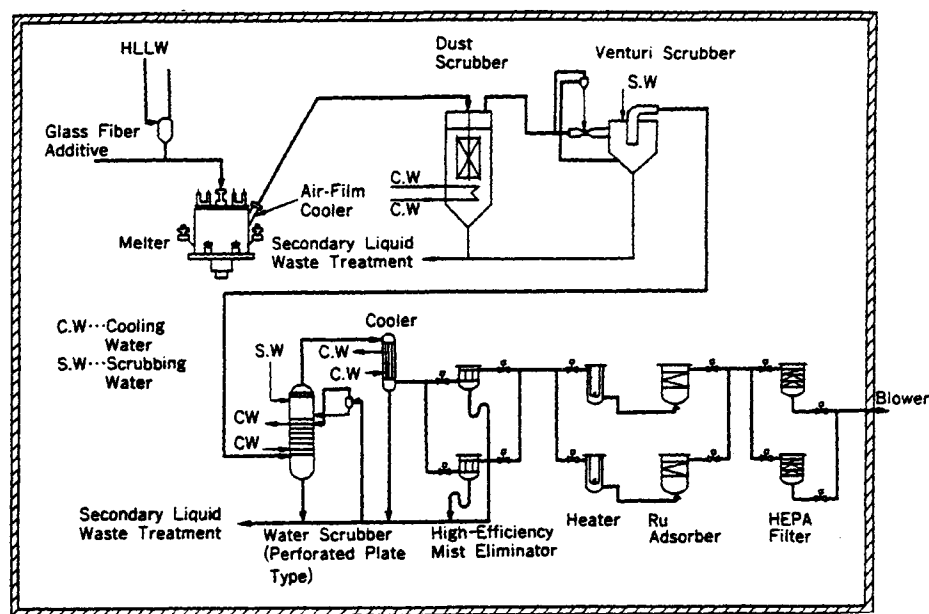 HLLW
Glass Fiber
Additive
Melter
Air-Film
Cooler
Dust
Scrubber
Venturi Scrubber
S.W
C.W
C.W
Secondary Liquid
Waste Treatment
C.W···Cooling
Water
S.W···Scrubbing
Water
Cooler
S.W
C.W
C.W
CW
CW
Blower
Secondary Liquid
Waste Treatment
Water Scrubber
(Perforated Plate
Type)
High-Efficiency
Mist Eliminator
Heater
Ru
Adsorber
HEPA
Filter